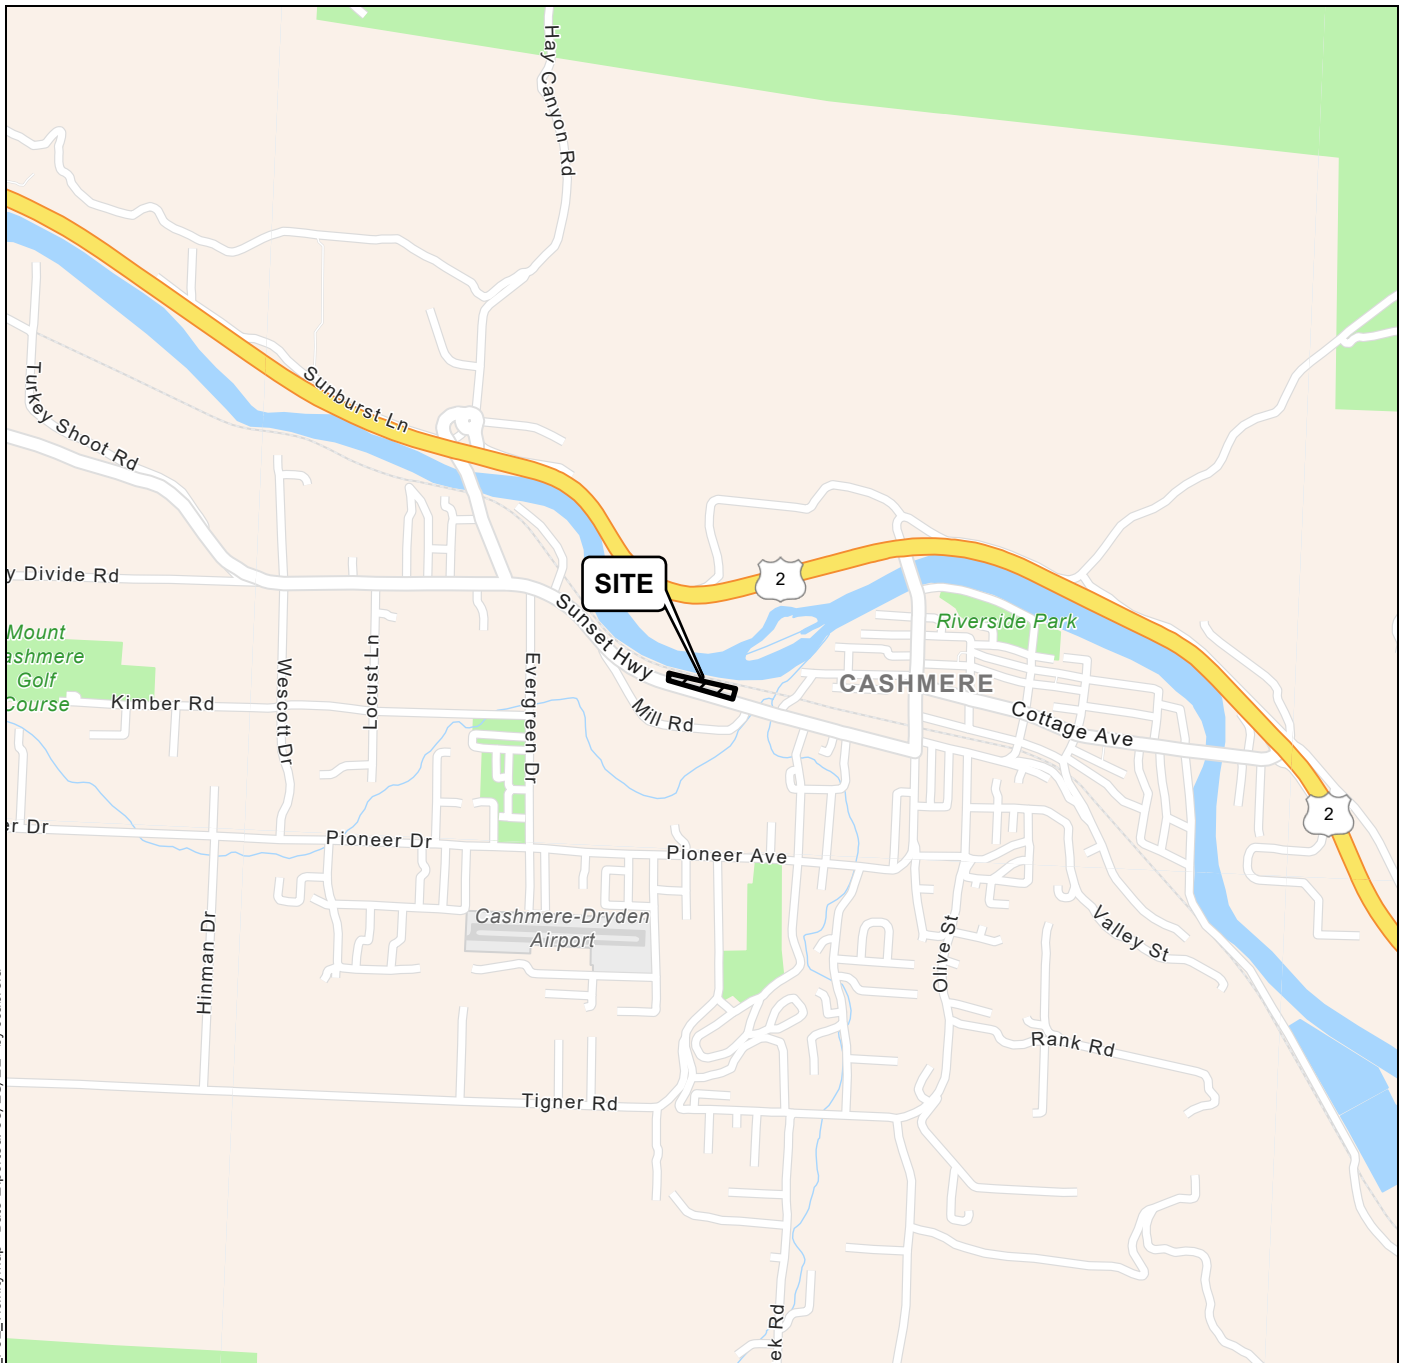 Hay Canyon Rd
Sunburst Ln
Turkey Shoot Rd
y Divide Rd
SITE
2
Sunset Hwy
Riverside Park
Mount
ashmere
Golf
Course
Kimber Rd
Wescott Dr
Locust Ln
Evergreen Dr
Mill Rd
CASHMERE
Cottage Ave
2
er Dr
Pioneer Dr
Pioneer Ave
Cashmere-Dryden
Airport
Hinman Dr
Olive St
Valley St
Rank Rd
Tigner Rd
ek Rd